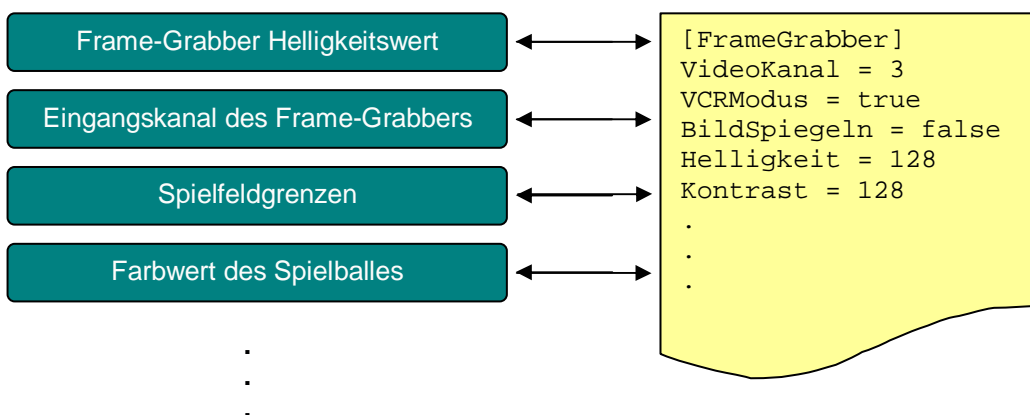 Frame-Grabber Helligkeitswert
Eingangskanal des Frame-Grabbers
Spielfeldgrenzen
Farbwert des Spielballes
.
.
.
[FrameGrabber]
VideoKanal = 3
VCRModus = true
BildSpiegeln = false
Helligkeit = 128
Kontrast = 128
.
.
.